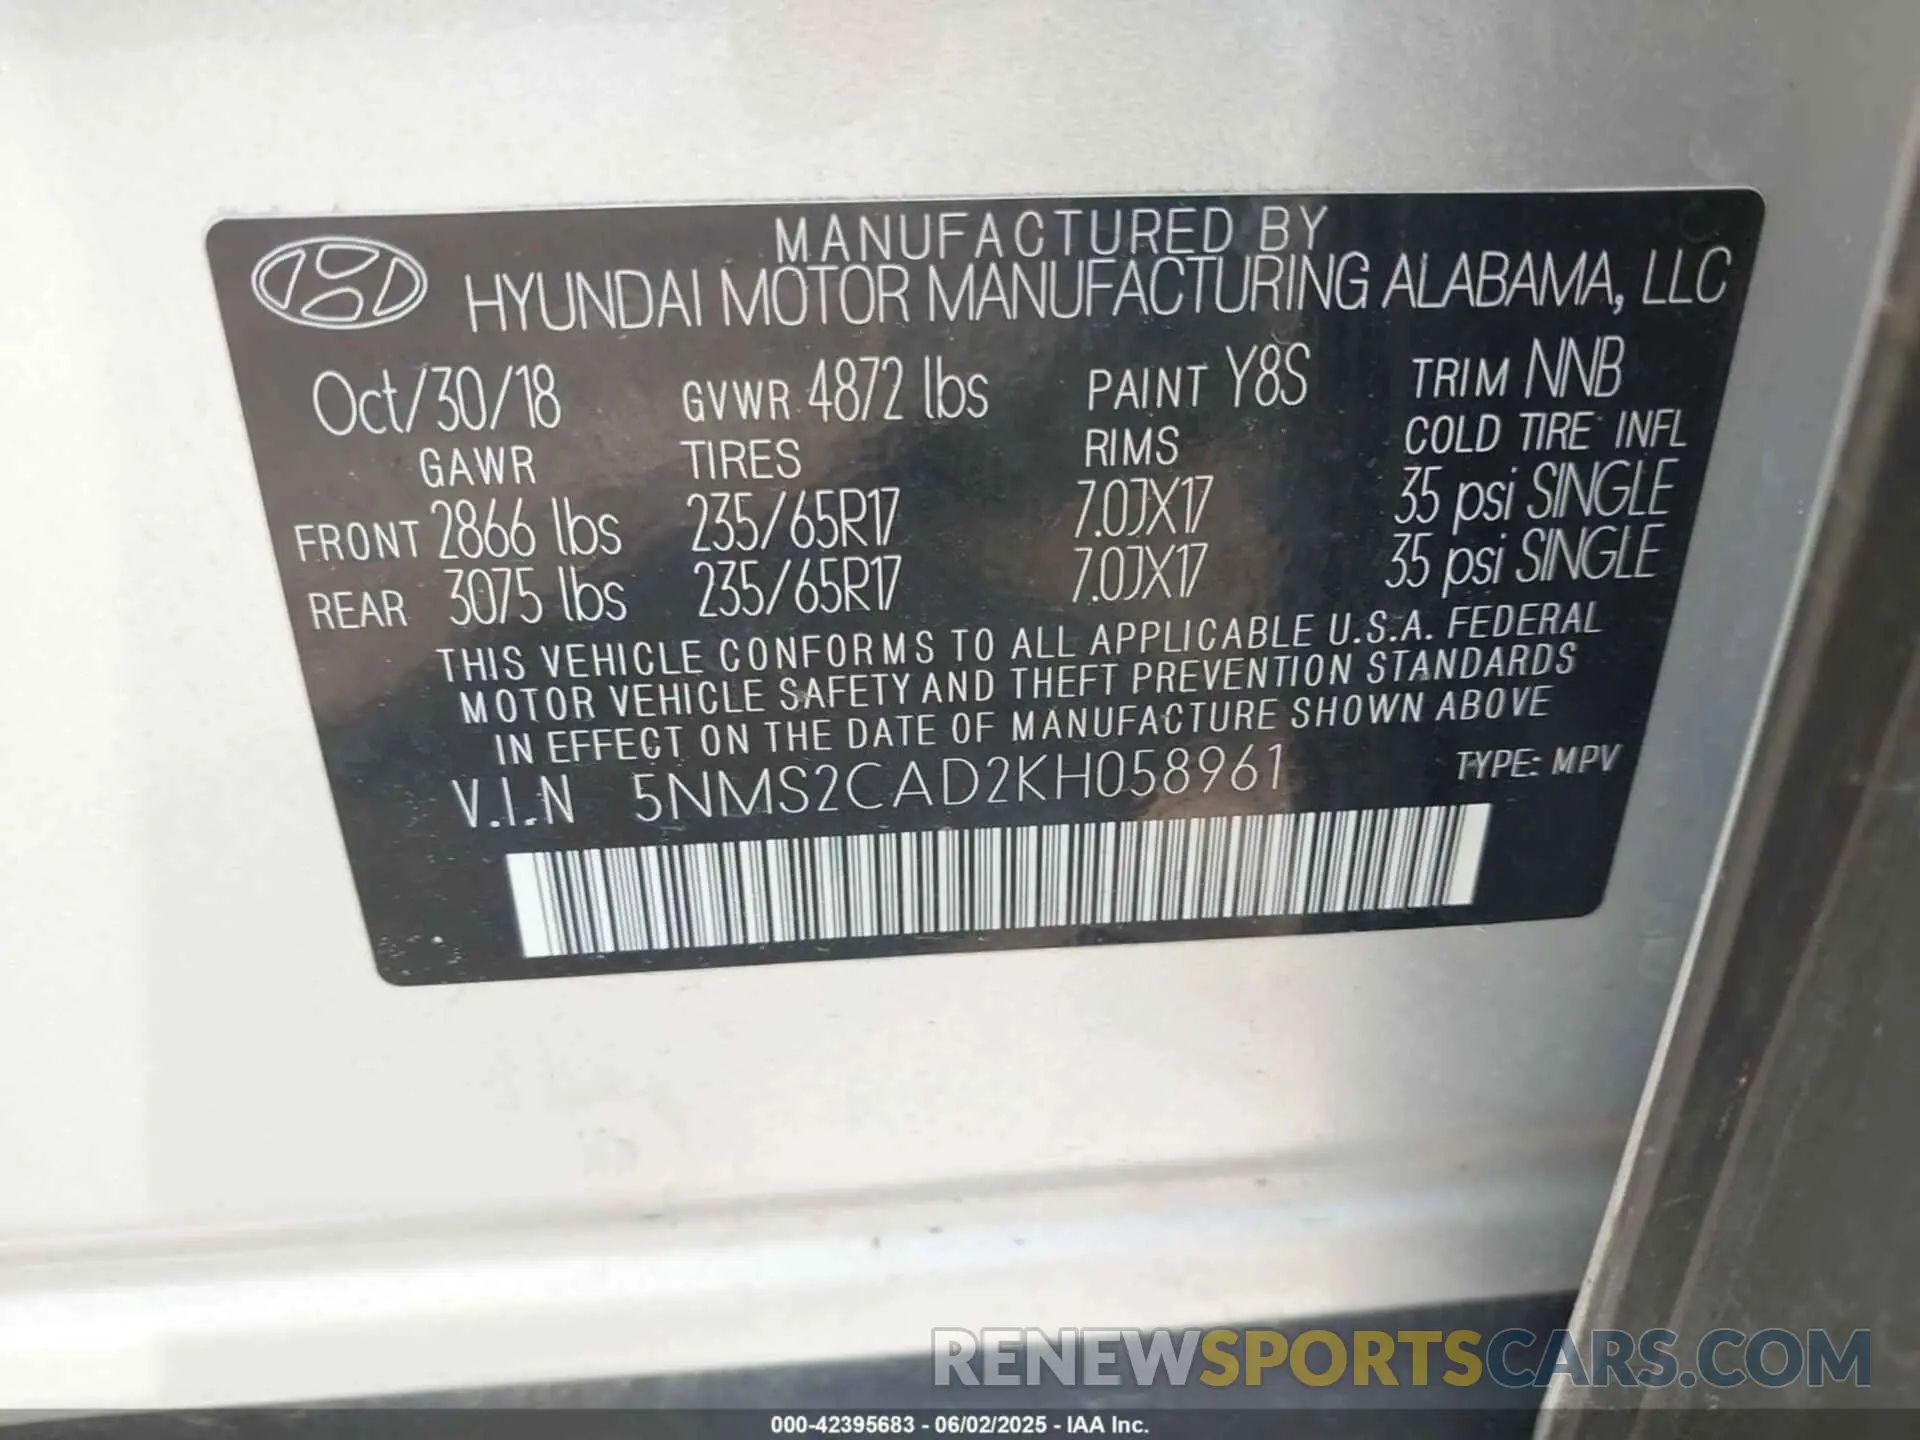 MANUFACTURED BY
HYUNDAI MOTOR MANUFACTURING ALABAMA, LLC
Oct/30/18 GVWR 4872 lbs PAINT Y8S TRIM NNB
GAWR TIRES RIMS COLD TIRE INFL
FRONT 2866 lbs 235/65R17 7.0JX17 35 psi SINGLE
REAR 3075 lbs 235/65R17 7.0JX17 35 psi SINGLE
THIS VEHICLE CONFORMS TO ALL APPLICABLE U.S.A. FEDERAL
MOTOR VEHICLE SAFETY AND THEFT PREVENTION STANDARDS
IN EFFECT ON THE DATE OF MANUFACTURE SHOWN ABOVE
V.I.N 5NMS2CAD2KH058961 TYPE: MPV
RENEWSPORTSCARS.COM
000-42395683 - 06/02/2025 - IAA Inc.